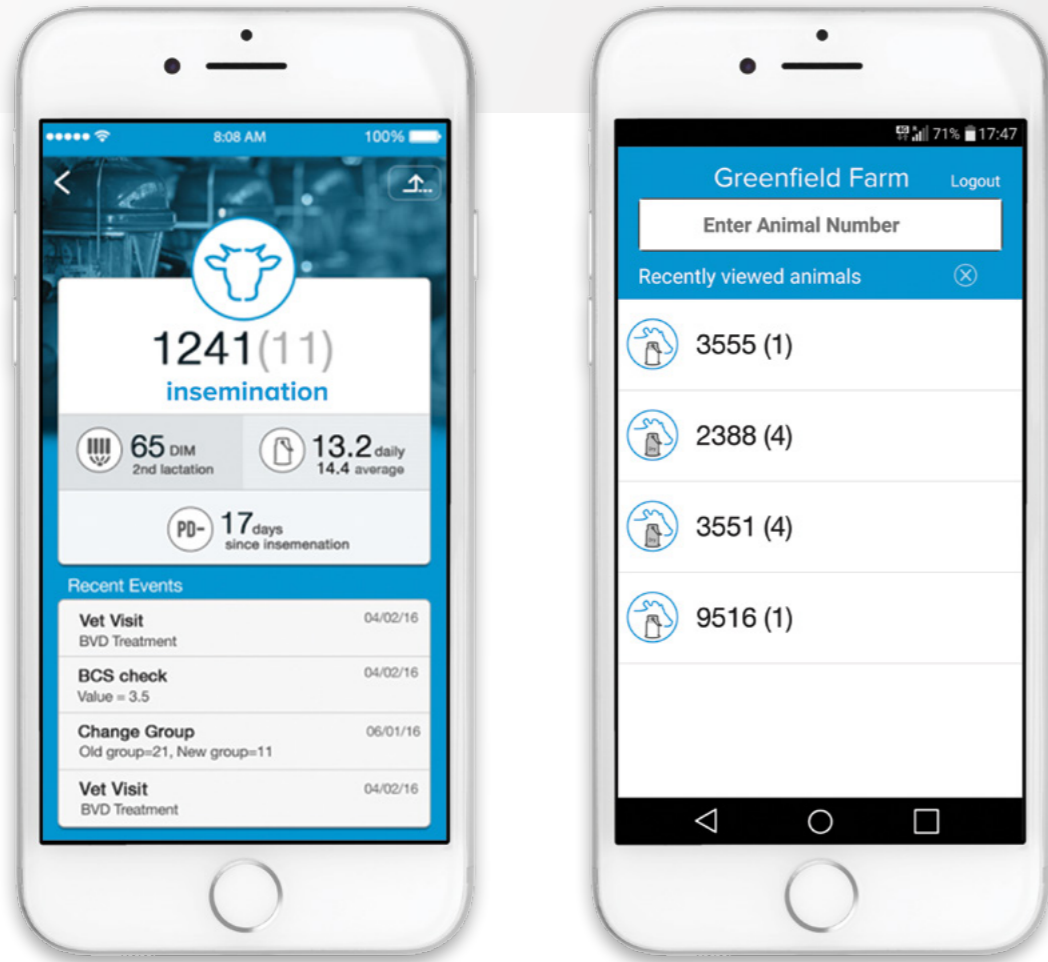 8:08 AM
100%
1241(11)
insemination
65 DIM
2nd lactation
13.2 daily
14.4 average
PD-
17 days
since insemenation
Recent Events
Vet Visit
04/02/16
BVD Treatment
BCS check
04/02/16
Value = 3.5
Change Group
06/01/16
Old group=21, New group=11
Vet Visit
04/02/16
BVD Treatment
4G 71% 17:47
Greenfield Farm
Logout
Enter Animal Number
Recently viewed animals
3555 (1)
2388 (4)
3551 (4)
9516 (1)